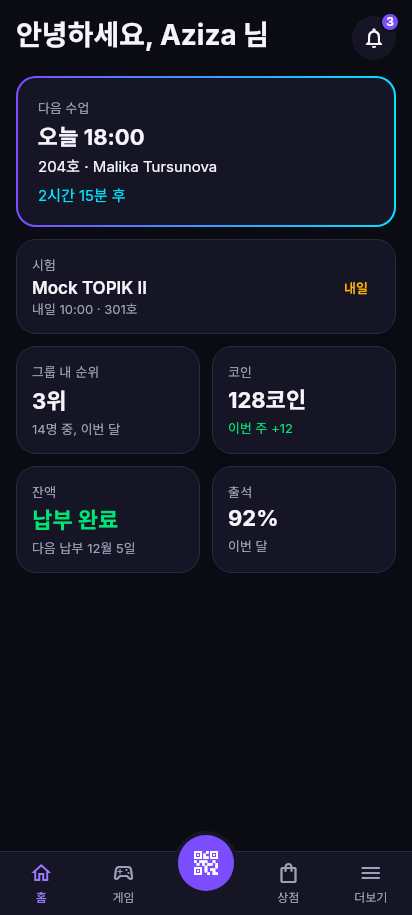 안녕하세요, Aziza 님
3
다음 수업
오늘 18:00
204호 · Malika Tursunova
2시간 15분 후
시험
Mock TOPIK II
내일 10:00 · 301호
내일
그룹 내 순위
3위
14명 중, 이번 달
코인
128코인
이번 주 +12
잔액
납부 완료
다음 납부 12월 5일
출석
92%
이번 달
홈
게임
상점
더보기